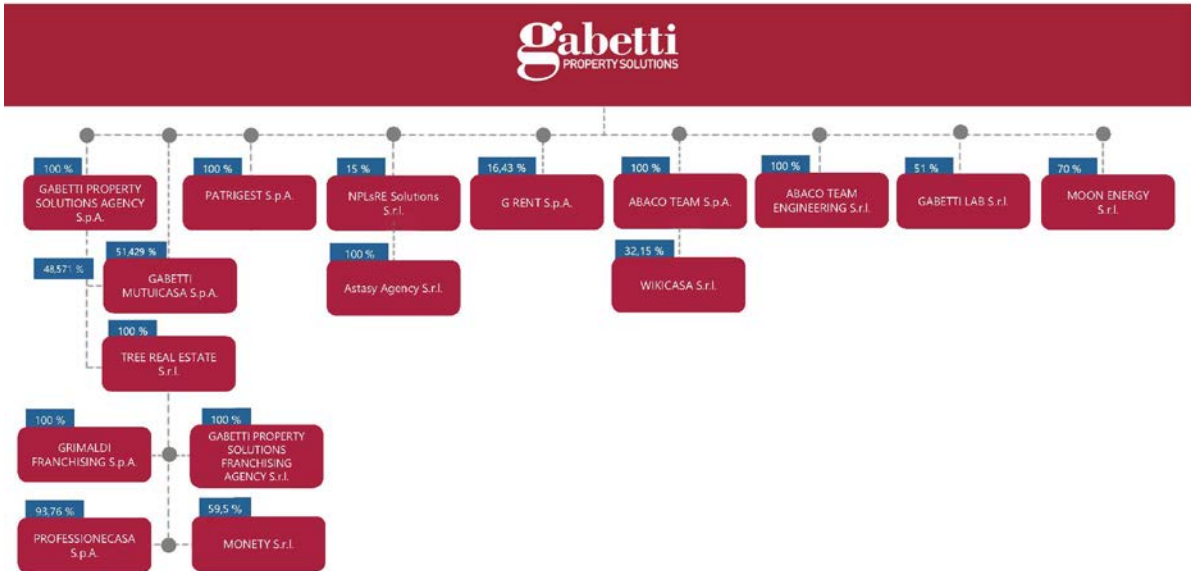 gabetti
PROPERTY SOLUTIONS
100 %
GABETTI PROPERTY
SOLUTIONS AGENCY
S.p.A.
100 %
PATRIGEST S.p.A.
15 %
NPLsRE Solutions
S.r.l.
16,43 %
G RENT S.p.A.
100 %
ABACO TEAM S.p.A.
100 %
ABACO TEAM
ENGINEERING S.r.l.
51 %
GABETTI LAB S.r.l.
70 %
MOON ENERGY
S.r.l.
48,571 %
51,429 %
GABETTI
MUTUICASA S.p.A.
100 %
Astasy Agency S.r.l.
32,15 %
WIKICASA S.r.l.
100 %
TREE REAL ESTATE
S.r.l.
100 %
GRIMALDI
FRANCHISING S.p.A.
100 %
GABETTI PROPERTY
SOLUTIONS
FRANCHISING
AGENCY S.r.l.
93,76 %
PROFESSIONECASA
S.p.A.
59,5 %
MONETY S.r.l.